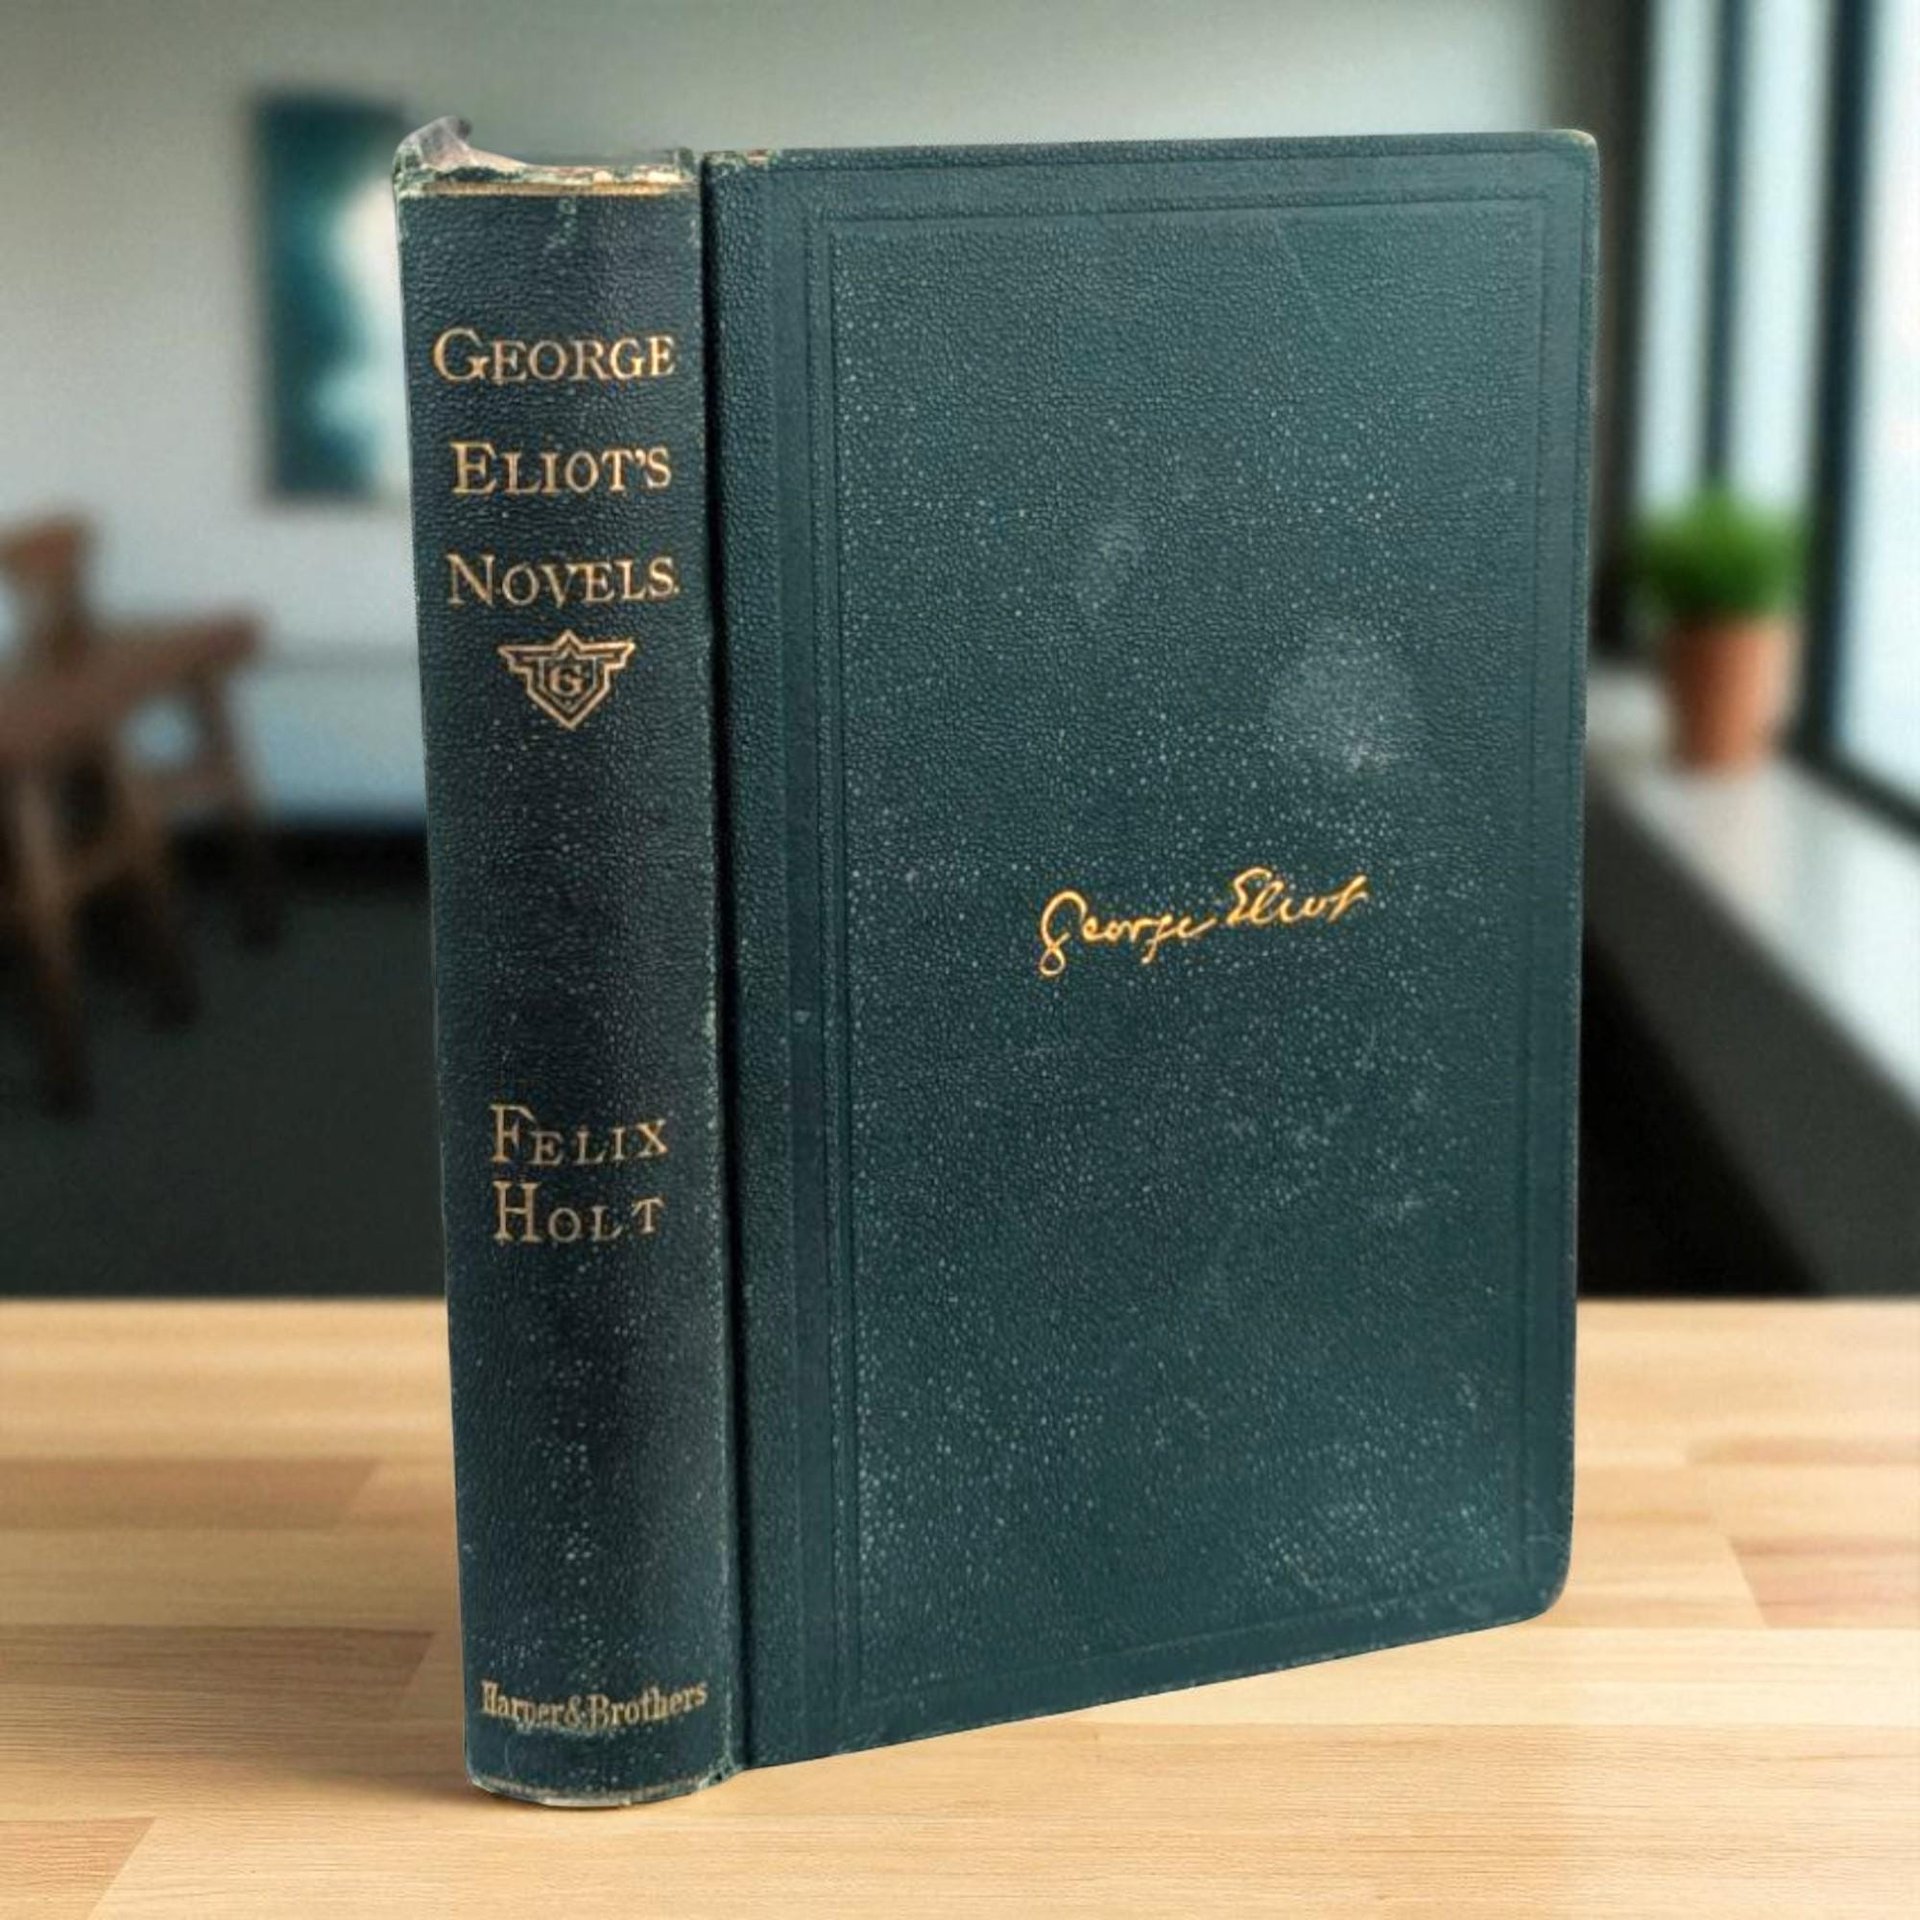 GEORGE
ELIOT'S
NOVELS.
G
FELIX
HOLT
Harper & Brothers
George Eliot